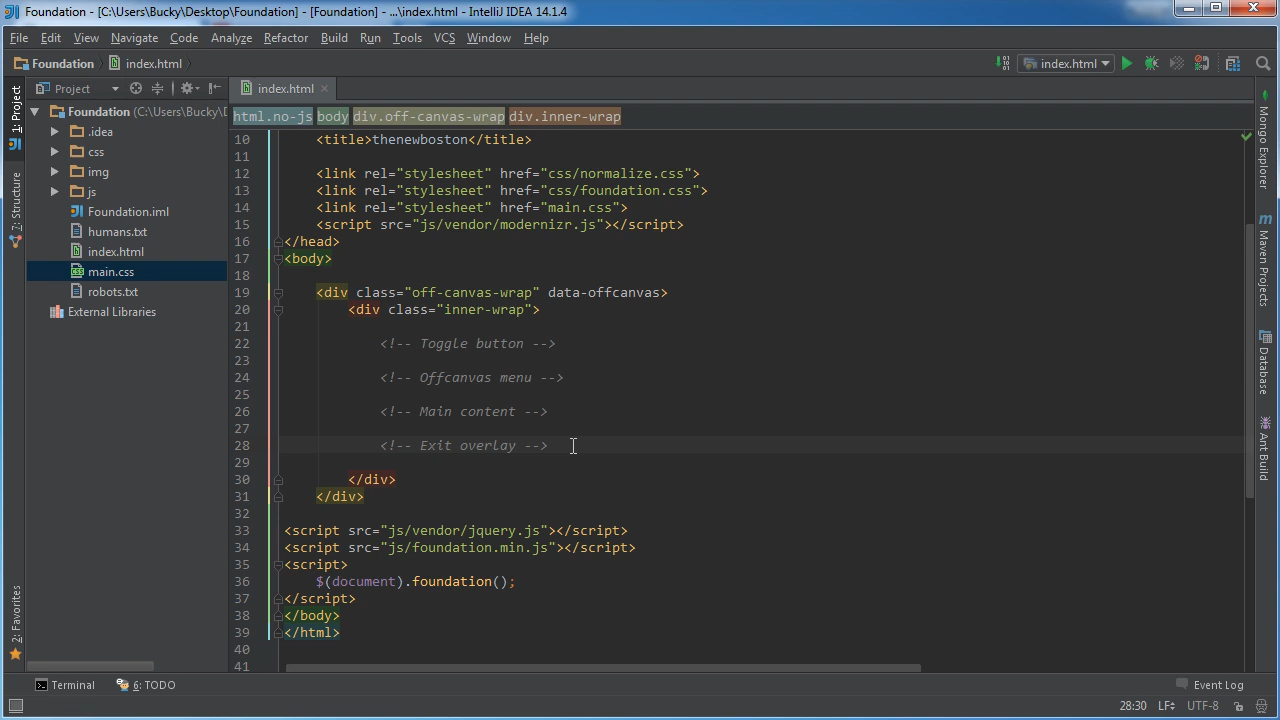 Foundation - [C:\Users\Bucky\Desktop\Foundation] - [Foundation] - ...\index.html - IntelliJ IDEA 14.1.4
File Edit View Navigate Code Analyze Refactor Build Run Tools VCS Window Help
Foundation index.html index.html
1: Project
7: Structure
2: Favorites
Project
Foundation (C:\Users\Bucky\D
.idea
css
img
js
Foundation.iml
humans.txt
index.html
main.css
robots.txt
External Libraries
index.html
html.no-js body div.off-canvas-wrap div.inner-wrap
10 <title>thenewboston</title>
11
12 <link rel="stylesheet" href="css/normalize.css">
13 <link rel="stylesheet" href="css/foundation.css">
14 <link rel="stylesheet" href="main.css">
15 <script src="js/vendor/modernizr.js"></script>
16 </head>
17 <body>
18
19 <div class="off-canvas-wrap" data-offcanvas>
20 <div class="inner-wrap">
21
22 <!-- Toggle button -->
23
24 <!-- Offcanvas menu -->
25
26 <!-- Main content -->
27
28 <!-- Exit overlay -->
29
30 </div>
31 </div>
32
33 <script src="js/vendor/jquery.js"></script>
34 <script src="js/foundation.min.js"></script>
35 <script>
36 $(document).foundation();
37 </script>
38 </body>
39 </html>
40
41
Mongo Explorer
Maven Projects
Database
Ant Build
Terminal 6: TODO Event Log
28:30 LF UTF-8